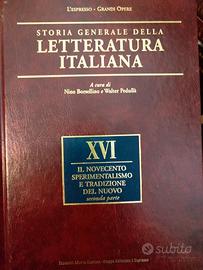 L'ESPRESSO - GRANDI OPERE
STORIA GENERALE DELLA
LETTERATURA
ITALIANA
A cura di
Nino Borsellino e Walter Pedullà
XVI
IL NOVECENTO
SPERIMENTALISMO
E TRADIZIONE
DEL NUOVO
seconda parte
subito